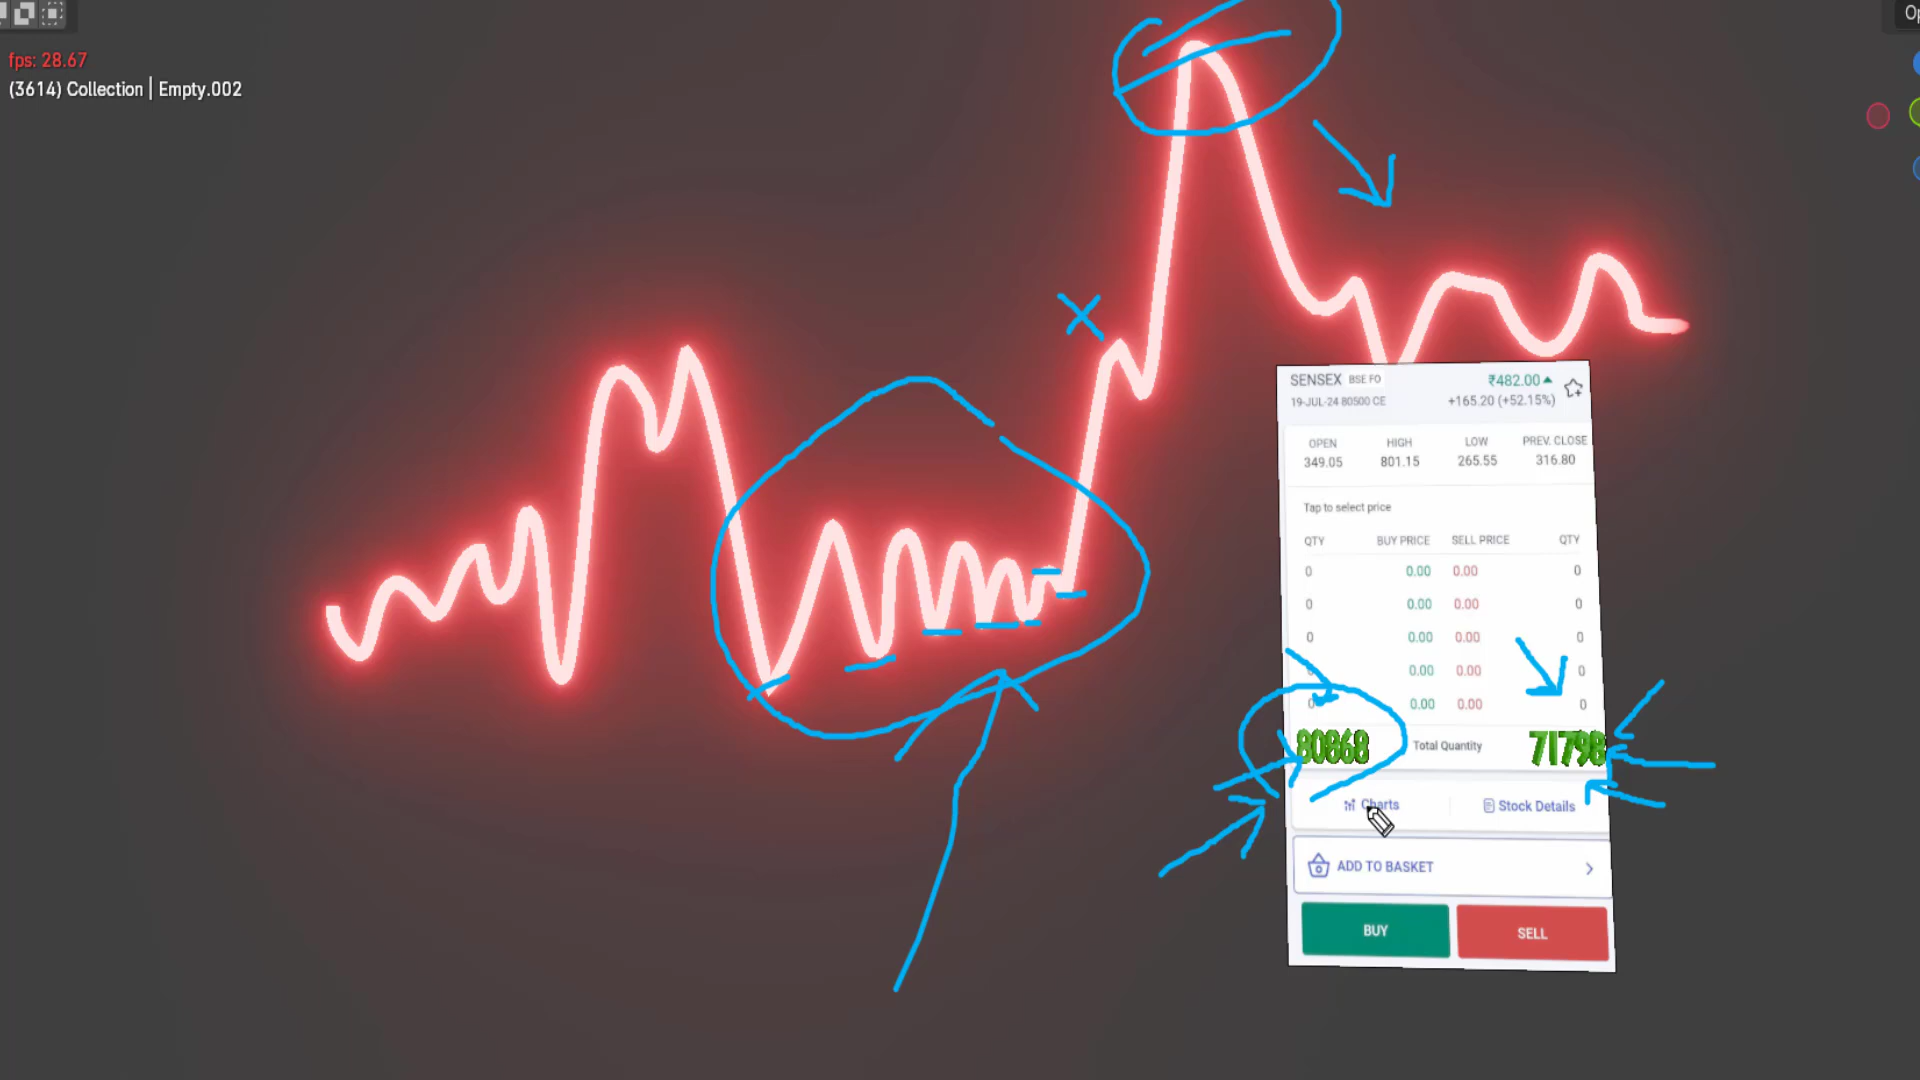 Op
fps: 28.67
(3614) Collection | Empty.002
SENSEX BSE FO ₹482.00
19-JUL-24 80500 CE +165.20 (+52.15%)
OPEN HIGH LOW PREV. CLOSE
349.05 801.15 265.55 316.80
Tap to select price
QTY BUY PRICE SELL PRICE QTY
0 0.00 0.00 0
0 0.00 0.00 0
0 0.00 0.00 0
0 0.00 0.00 0
0 0.00 0.00 0
80868 Total Quantity 71798
Charts Stock Details
ADD TO BASKET
BUY SELL